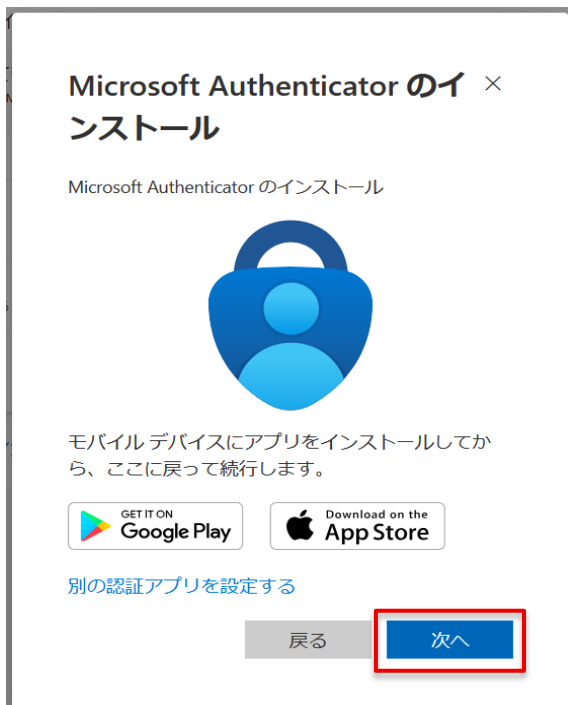 Microsoft Authenticator のイ
ンストール
Microsoft Authenticator のインストール
モバイル デバイスにアプリをインストールしてか
ら、ここに戻って続行します。
GET IT ON
Google Play
Download on the
App Store
別の認証アプリを設定する
戻る
次へ